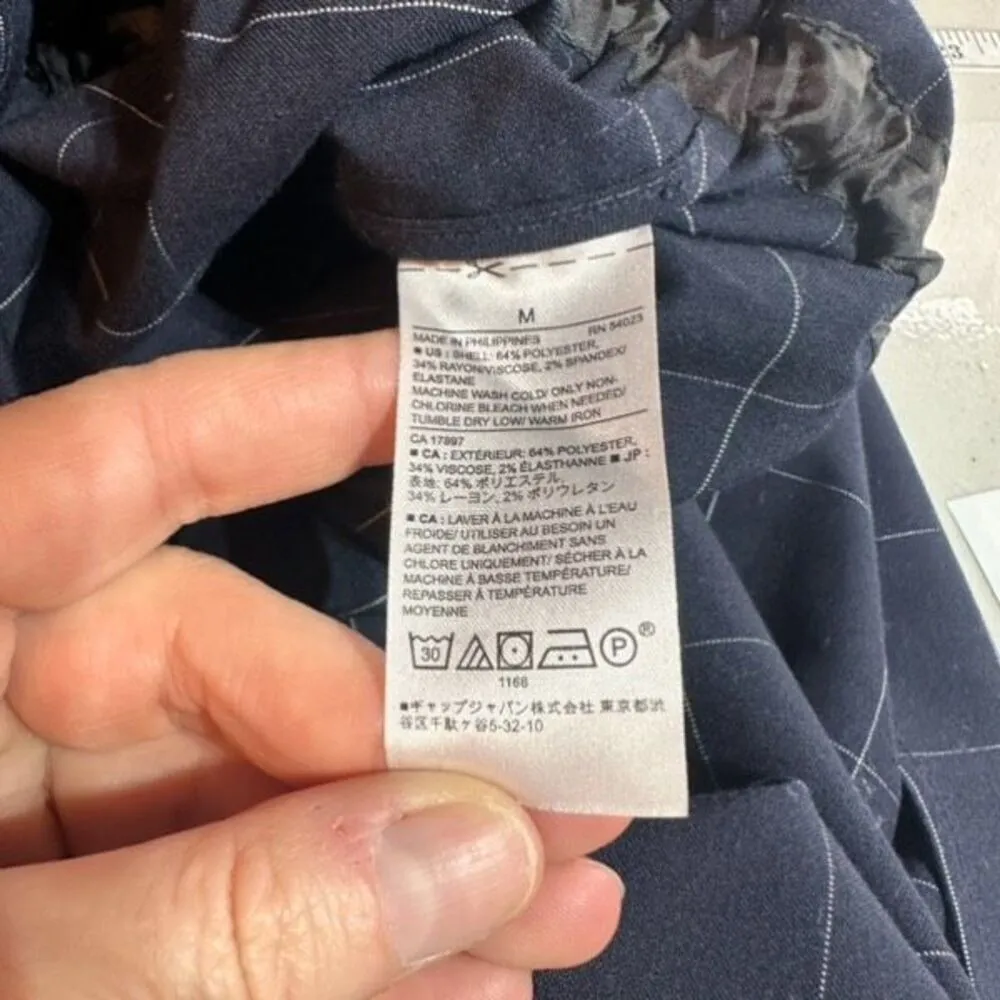 3
M
MADE IN PHILIPPINES RN 54023
■ US : SHELL: 64% POLYESTER,
34% RAYON/VISCOSE, 2% SPANDEX/
ELASTANE
MACHINE WASH COLD/ ONLY NON-
CHLORINE BLEACH WHEN NEEDED/
TUMBLE DRY LOW/ WARM IRON
CA 17897
■ CA : EXTÉRIEUR: 64% POLYESTER,
34% VISCOSE, 2% ÉLASTHANNE ■ JP :
表地: 64% ポリエステル,
34% レーヨン, 2% ポリウレタン
■ CA : LAVER À LA MACHINE À L'EAU
FROIDE/ UTILISER AU BESOIN UN
AGENT DE BLANCHIMENT SANS
CHLORE UNIQUEMENT/ SÉCHER À LA
MACHINE À BASSE TEMPÉRATURE/
REPASSER À TEMPÉRATURE
MOYENNE
30 P ®
1166
■ギャップジャパン株式会社 東京都渋
谷区千駄ヶ谷5-32-10